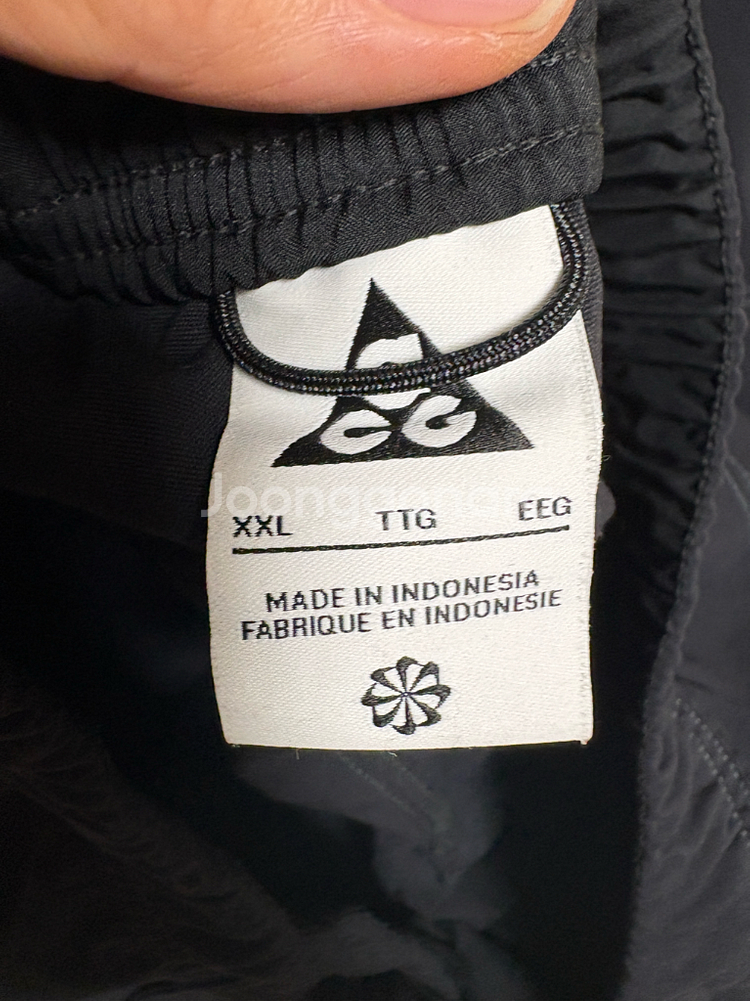 ACG
XXL TTG EEG
MADE IN INDONESIA
FABRIQUE EN INDONESIE